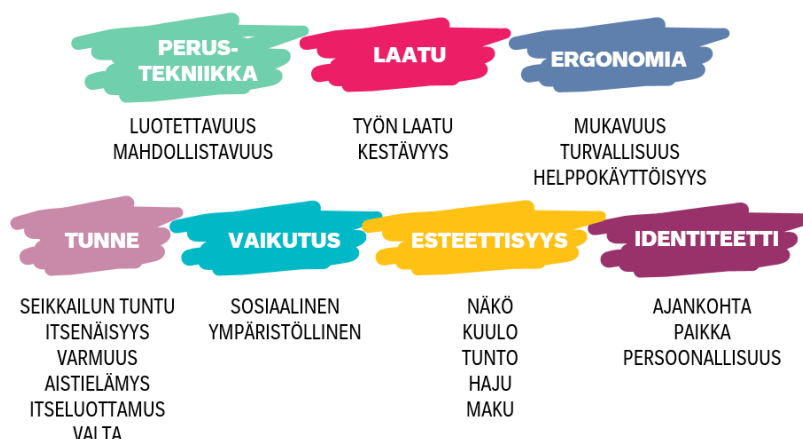 PERUS-
TEKNIIKKA
LUOTETTAVUUS
MAHDOLLISTAVUUS
LAATU
TYÖN LAATU
KESTÄVYYS
ERGONOMIA
MUKAVUUS
TURVALLISUUS
HELPPOKÄYTTÖISYYS
TUNNE
SEIKKAILUN TUNTU
ITSENÄISYYS
VARMUUS
AISTIELÄMYS
ITSELUOTTAMUS
VALTA
VAIKUTUS
SOSIAALINEN
YMPÄRISTÖLLINEN
ESTEETTISYYS
NÄKÖ
KUULO
TUNTO
HAJU
MAKU
IDENTITEETTI
AJANKOHTA
PAIKKA
PERSOONALLISUUS